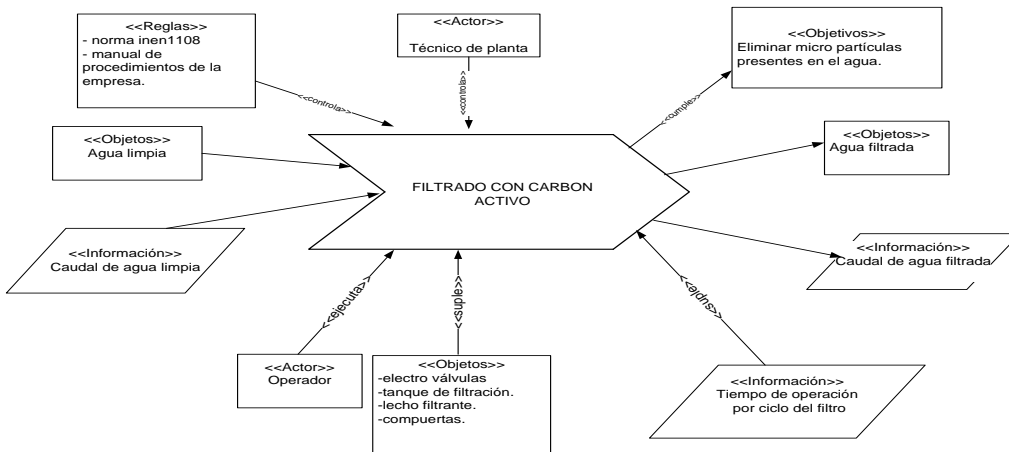 <<Reglas>>
- norma inen1108
- manual de
procedimientos de la
empresa.
<<Actor>>
Técnico de planta
<<Objetivos>>
Eliminar micro partículas
presentes en el agua.
<<controla>>
<<controla>>
<<cumple>>
<<Objetos>>
Agua limpia
<<Objetos>>
Agua filtrada
FILTRADO CON CARBON
ACTIVO
<<Información>>
Caudal de agua limpia
<<Información>>
Caudal de agua filtrada
<<ejecuta>>
<<suple>>
<<suple>>
<<Actor>>
Operador
<<Objetos>>
-electro válvulas
-tanque de filtración.
-lecho filtrante.
-compuertas.
<<Información>>
Tiempo de operación
por ciclo del filtro